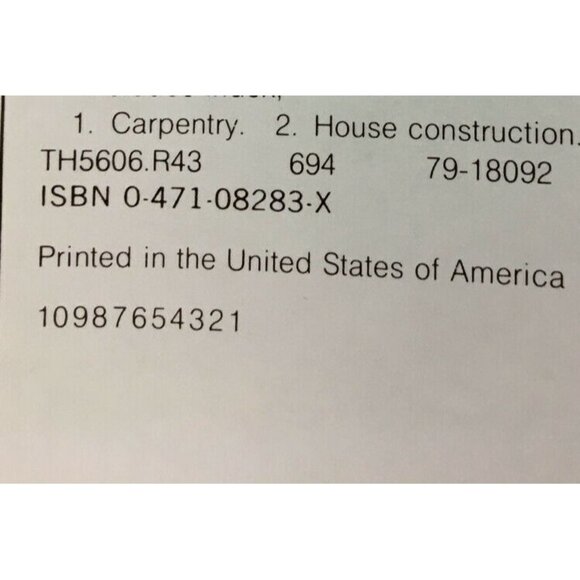 1. Carpentry. 2. House construction.
TH5606.R43 694 79-18092
ISBN 0-471-08283-X
Printed in the United States of America
10987654321